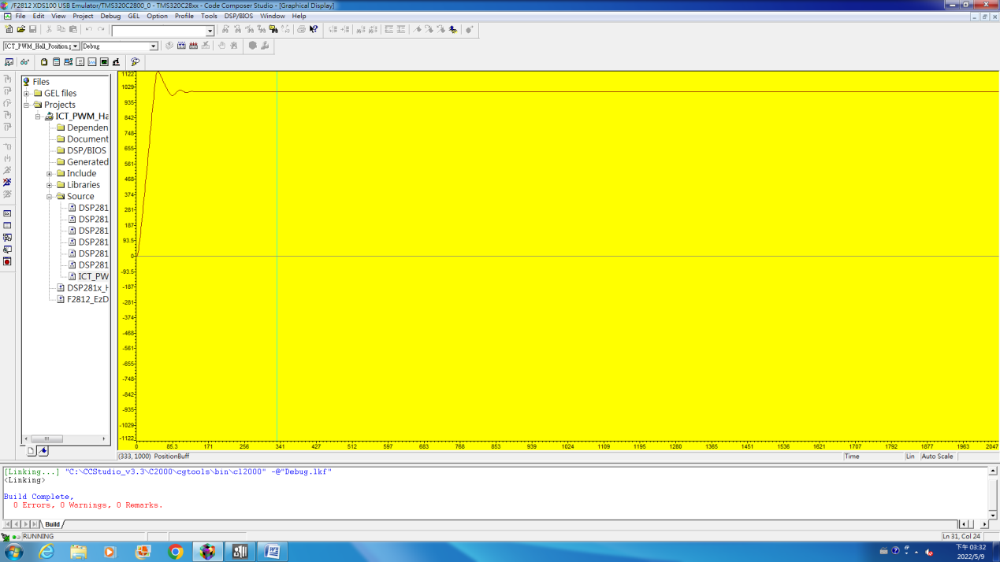 /F2812 XDS100 USB Emulator/TMS320C2800_0 - TMS320C28xx - Code Composer Studio - [Graphical Display]
File Edit View Project Debug GEL Option Profile Tools DSP/BIOS Window Help
ICT_PWM_Hall_Position.p Debug
Files
GEL files
Projects
ICT_PWM_Ha
Dependen
Document
DSP/BIOS
Generated
Include
Libraries
Source
DSP281
DSP281
DSP281
DSP281
DSP281
DSP281
ICT_PW
DSP281x_H
F2812_EzD
1122
1029
935
842
748
655
561
468
374
281
187
93.5
0
-93.5
-187
-281
-374
-468
-561
-655
-748
-842
-935
-1029
-1122
0 85.3 171 256 341 427 512 597 683 768 853 939 1024 1109 1195 1280 1365 1451 1536 1621 1707 1792 1877 1963 2047
(333, 1000) PositionBuff Time Lin Auto Scale
[Linking...] "C:\CCStudio_v3.3\C2000\cgtools\bin\cl2000" -@"Debug.lkf"
<Linking>
Build Complete,
0 Errors, 0 Warnings, 0 Remarks.
Build
RUNNING Ln 31, Col 24
下午 03:32
2022/5/9